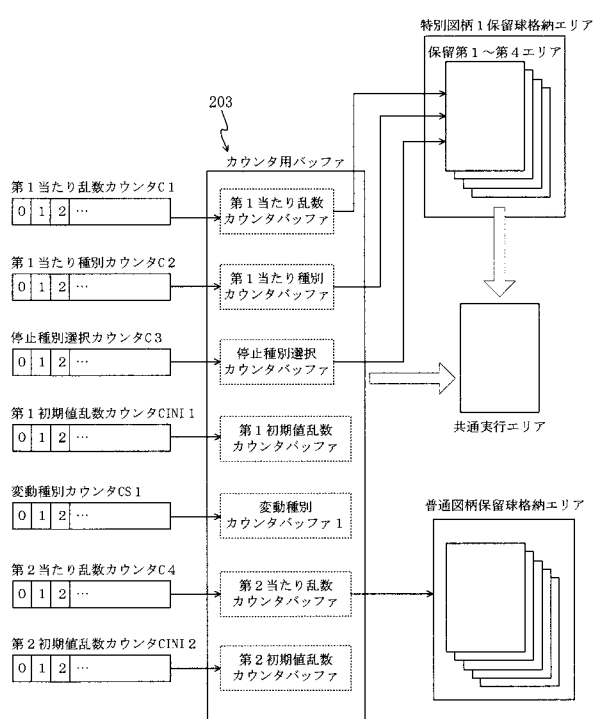 特別図柄1保留球格納エリア
保留第1～第4エリア
203
カウンタ用バッファ
第1当たり乱数カウンタC1
0 1 2 …
第1当たり乱数
カウンタバッファ
第1当たり種別カウンタC2
0 1 2 …
第1当たり種別
カウンタバッファ
停止種別選択カウンタC3
0 1 2 …
停止種別選択
カウンタバッファ
共通実行エリア
第1初期値乱数カウンタCINI1
0 1 2 …
第1初期値乱数
カウンタバッファ
変動種別カウンタCS1
0 1 2 …
変動種別
カウンタバッファ1
普通図柄保留球格納エリア
第2当たり乱数カウンタC4
0 1 2 …
第2当たり乱数
カウンタバッファ
第2初期値乱数カウンタCINI2
0 1 2 …
第2初期値乱数
カウンタバッファ